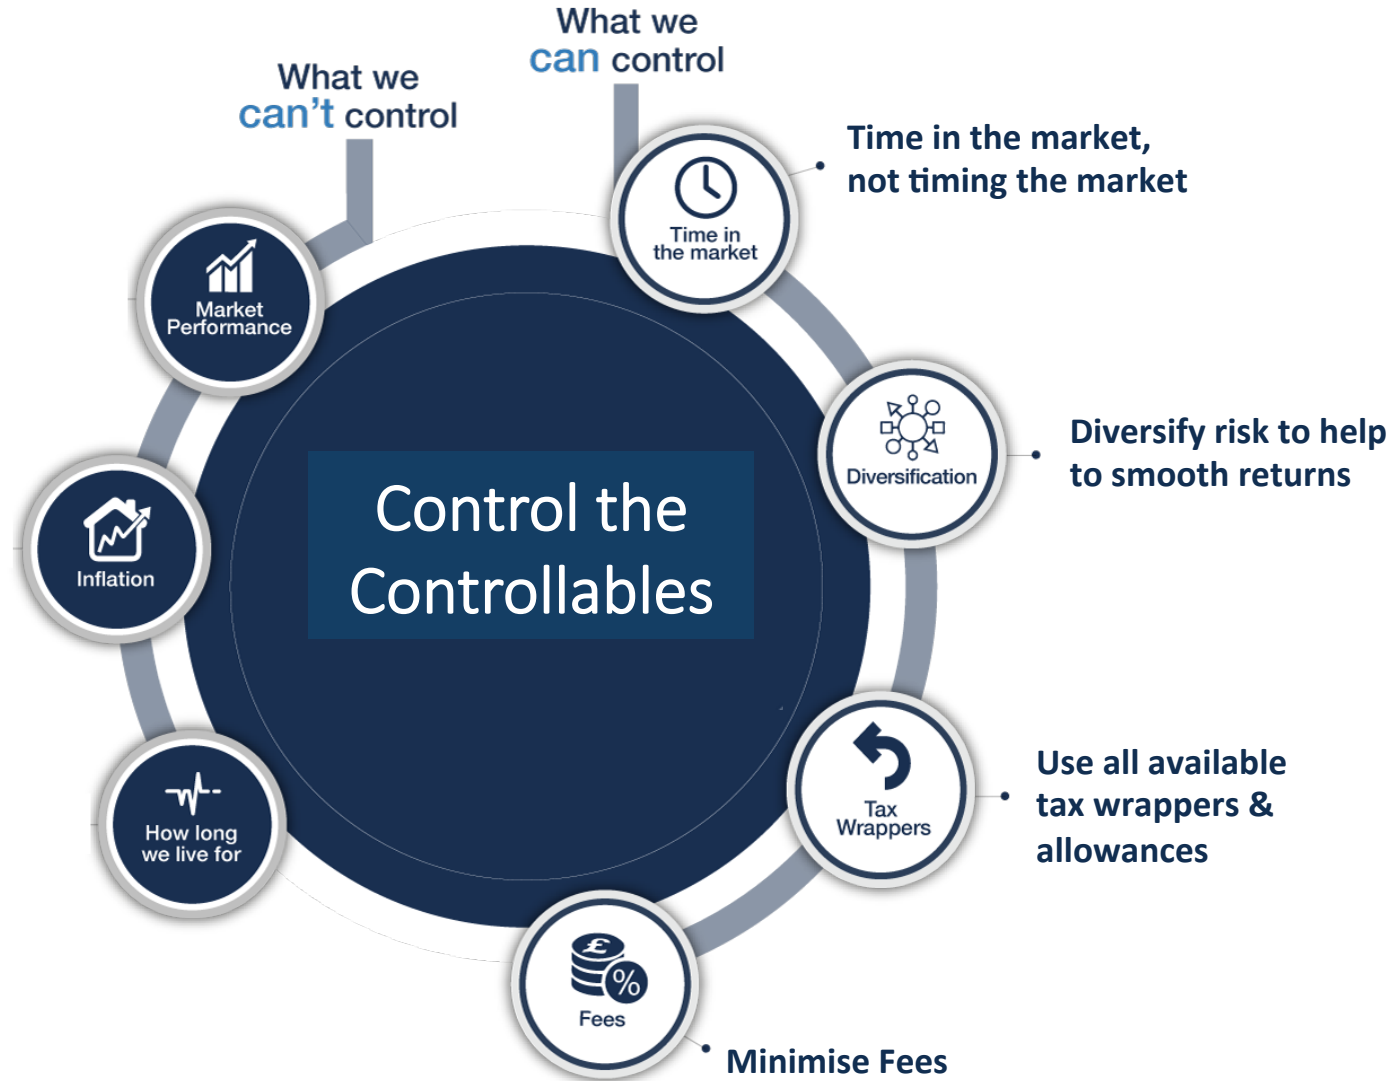 What we
can control
What we
can't control
Time in
the market
Time in the market,
not timing the market
Market
Performance
Diversification
Diversify risk to help
to smooth returns
Control the
Controllables
Inflation
Tax
Wrappers
Use all available
tax wrappers &
allowances
How long
we live for
£
%
Fees
Minimise Fees